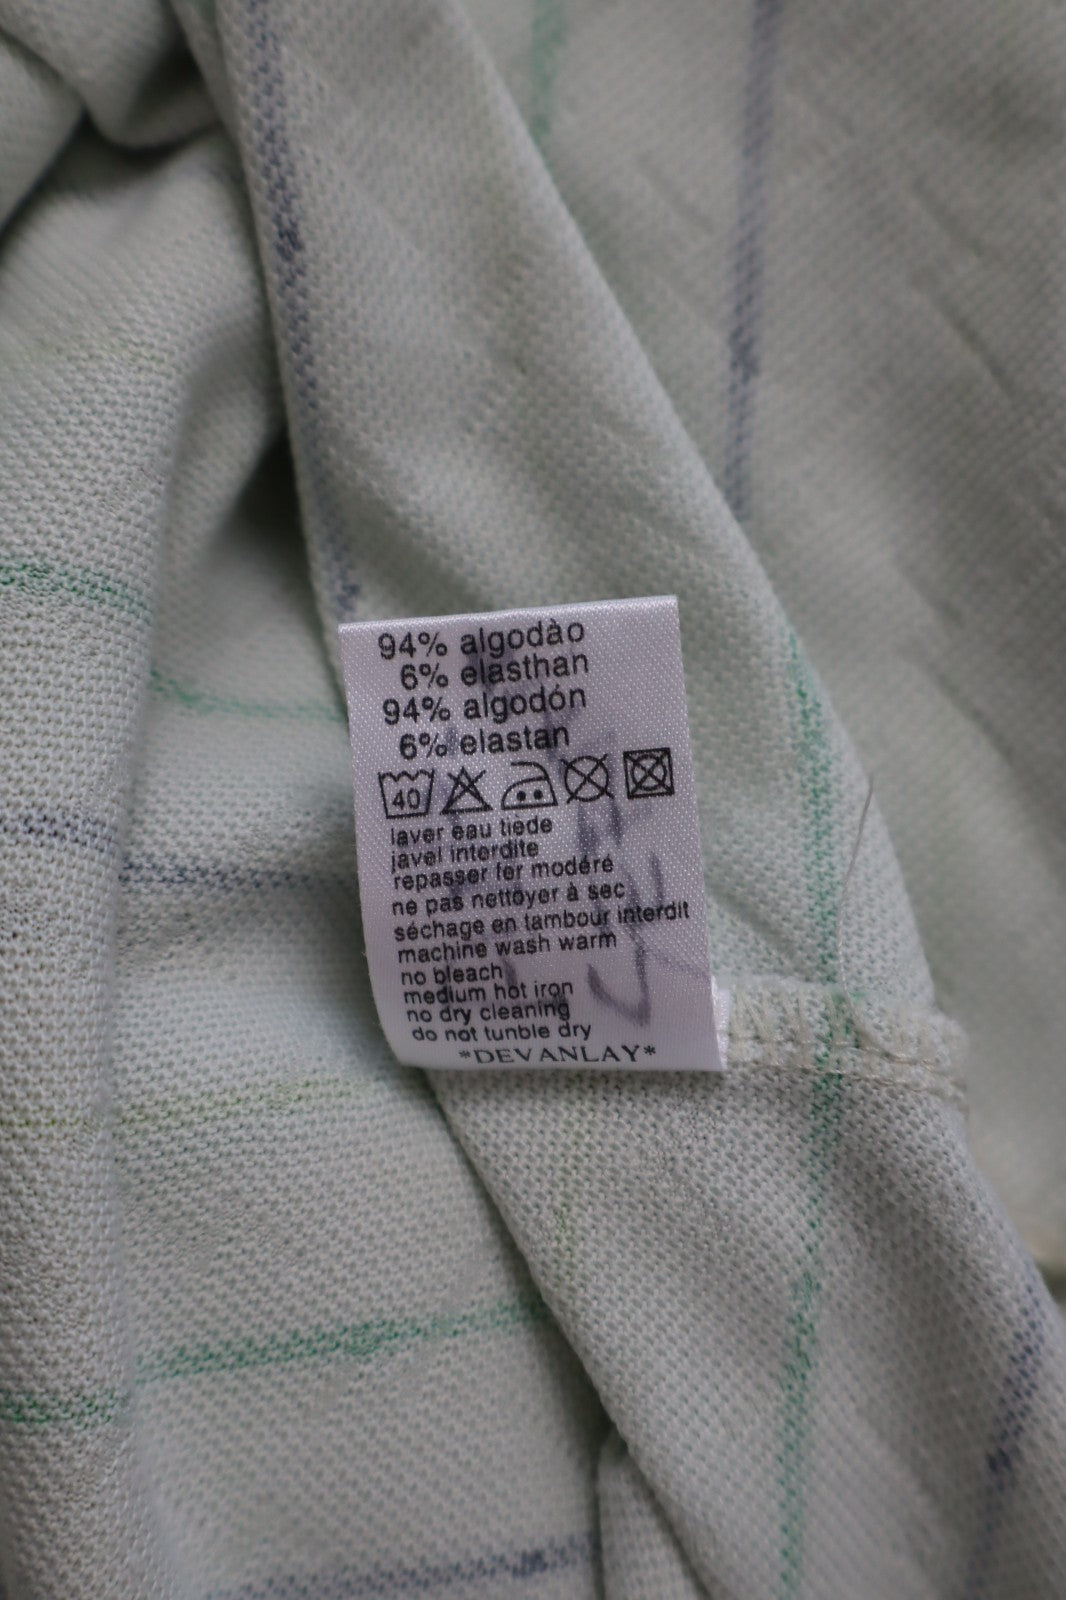 94% algodào
6% elasthan
94% algodón
6% elastan
40
laver eau tiede
javel interdite
repasser fer modéré
ne pas nettoyer à sec
séchage en tambour interdit
machine wash warm
no bleach
medium hot iron
no dry cleaning
do not tunble dry
*DEVANLAY*